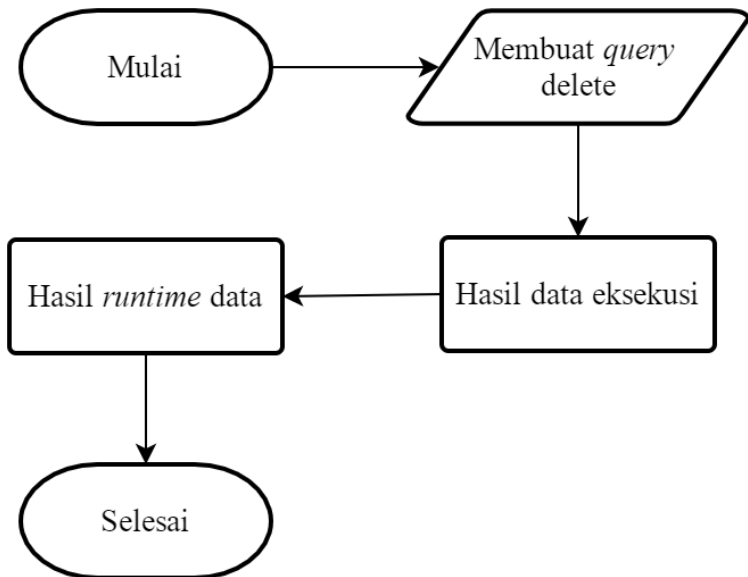 Mulai
Membuat query
delete
Hasil data eksekusi
Hasil runtime data
Selesai